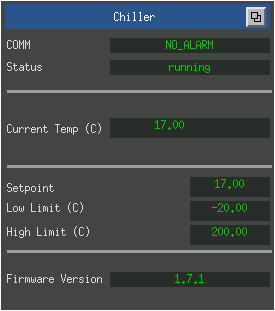 Chiller
COMM NO_ALARM
Status running
Current Temp (C) 17.00
Setpoint 17.00
Low Limit (C) -20.00
High Limit (C) 200.00
Firmware Version 1.7.1